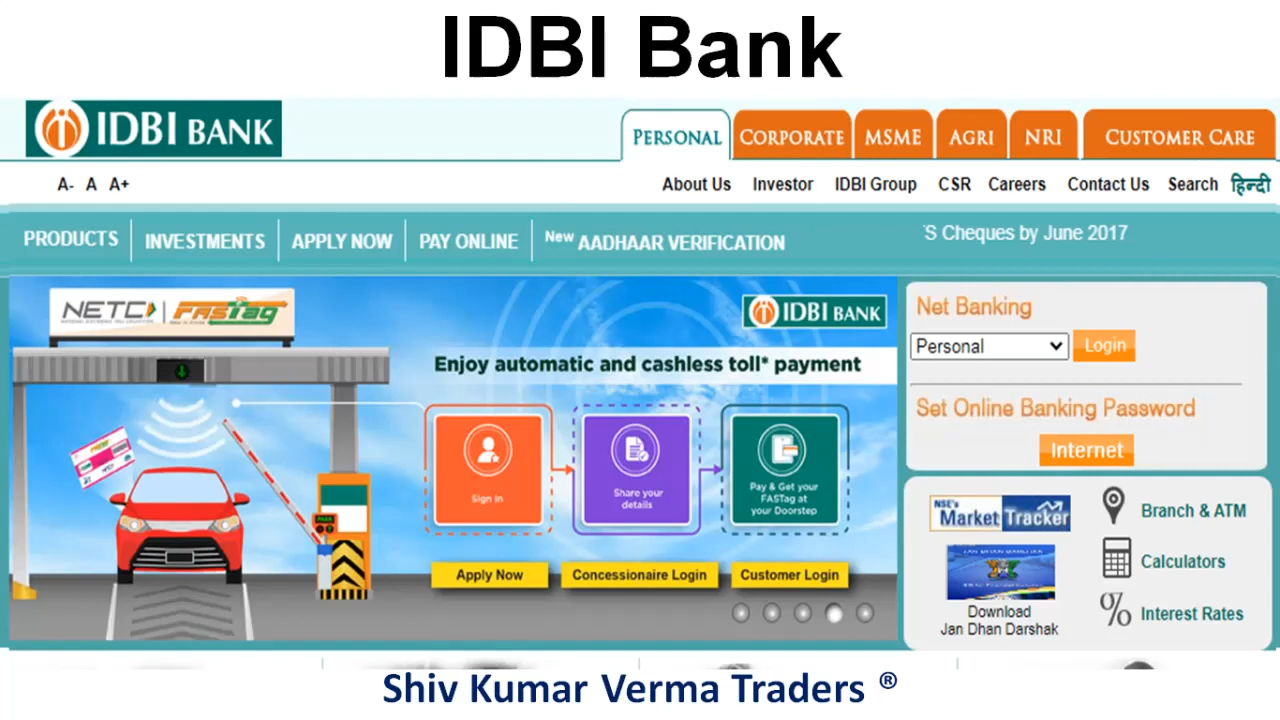 IDBI Bank
IDBI BANK
PERSONAL CORPORATE MSME AGRI NRI CUSTOMER CARE
A- A A+
About Us Investor IDBI Group CSR Careers Contact Us Search हिन्दी
PRODUCTS INVESTMENTS APPLY NOW PAY ONLINE New AADHAAR VERIFICATION
S Cheques by June 2017
NETC FASTag
IDBI BANK
Enjoy automatic and cashless toll* payment
Sign In
Share your
details
Pay & Get your
FASTag at
your Doorstep
Apply Now Concessionaire Login Customer Login
Net Banking
Personal Login
Set Online Banking Password
Internet
NSE's
Market Tracker
Download
Jan Dhan Darshak
Branch & ATM
Calculators
Interest Rates
Shiv Kumar Verma Traders ®